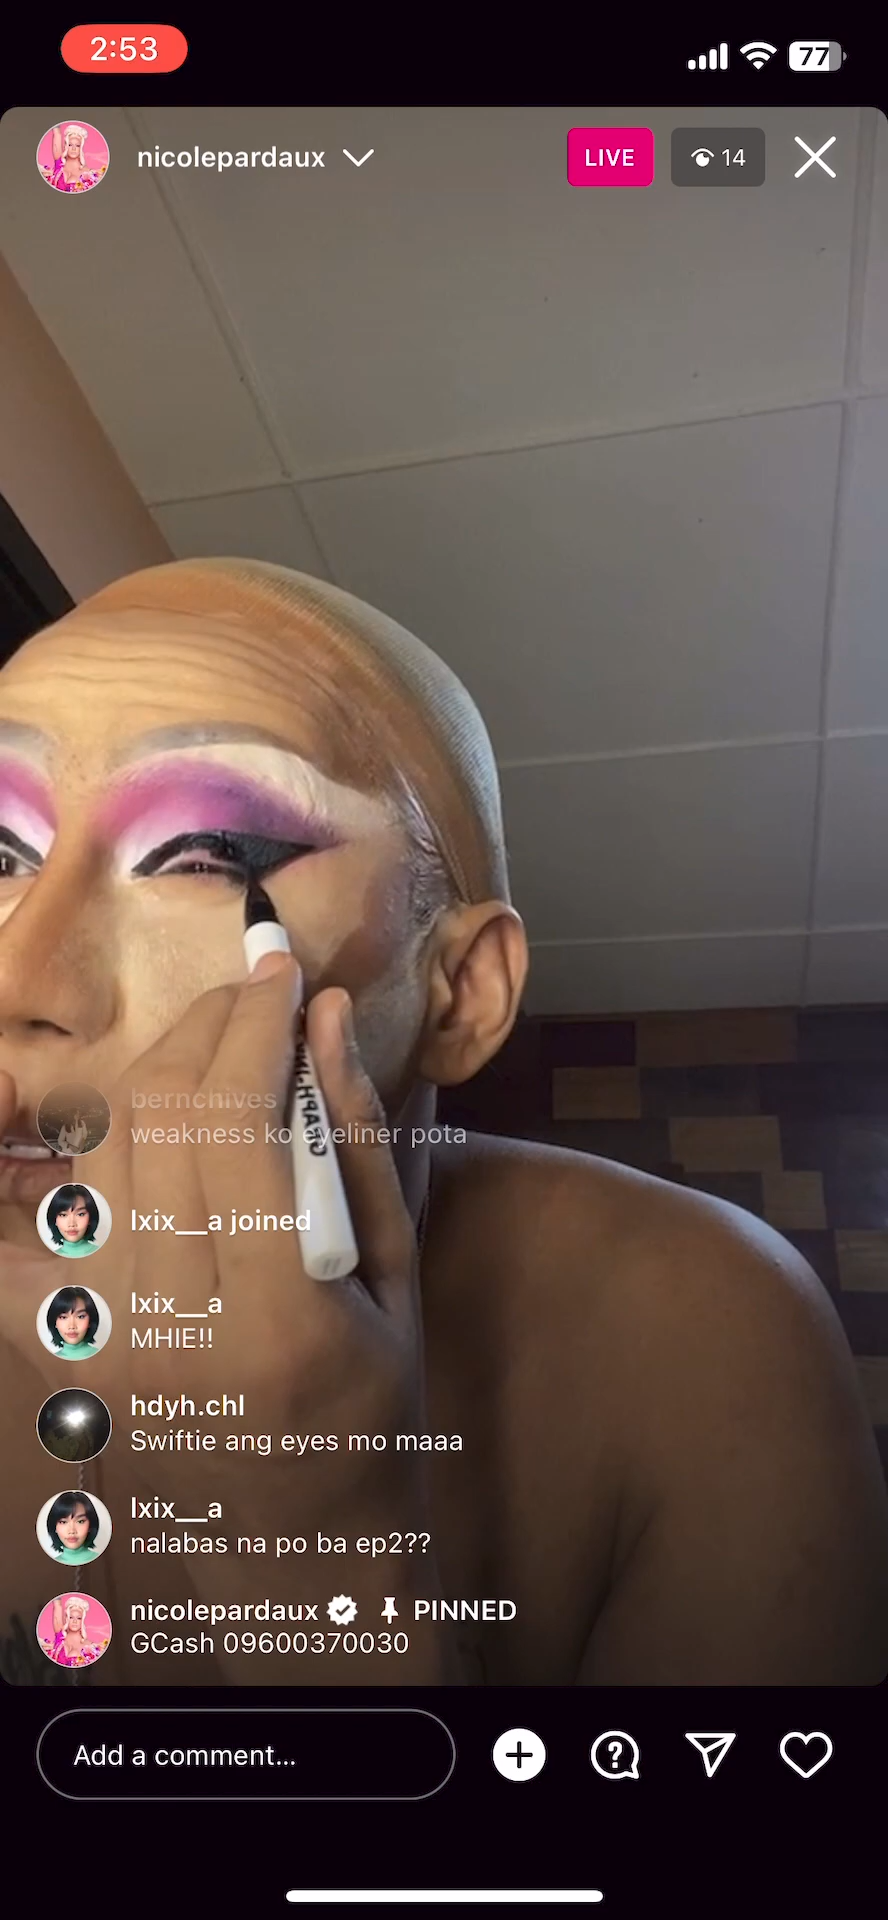 2:53
77
nicolepardaux
LIVE
14
bernchives
weakness ko eyeliner pota
lxix__a joined
lxix__a
MHIE!!
hdyh.chl
Swiftie ang eyes mo maaa
lxix__a
nalabas na po ba ep2??
nicolepardaux PINNED
GCash 09600370030
Add a comment...